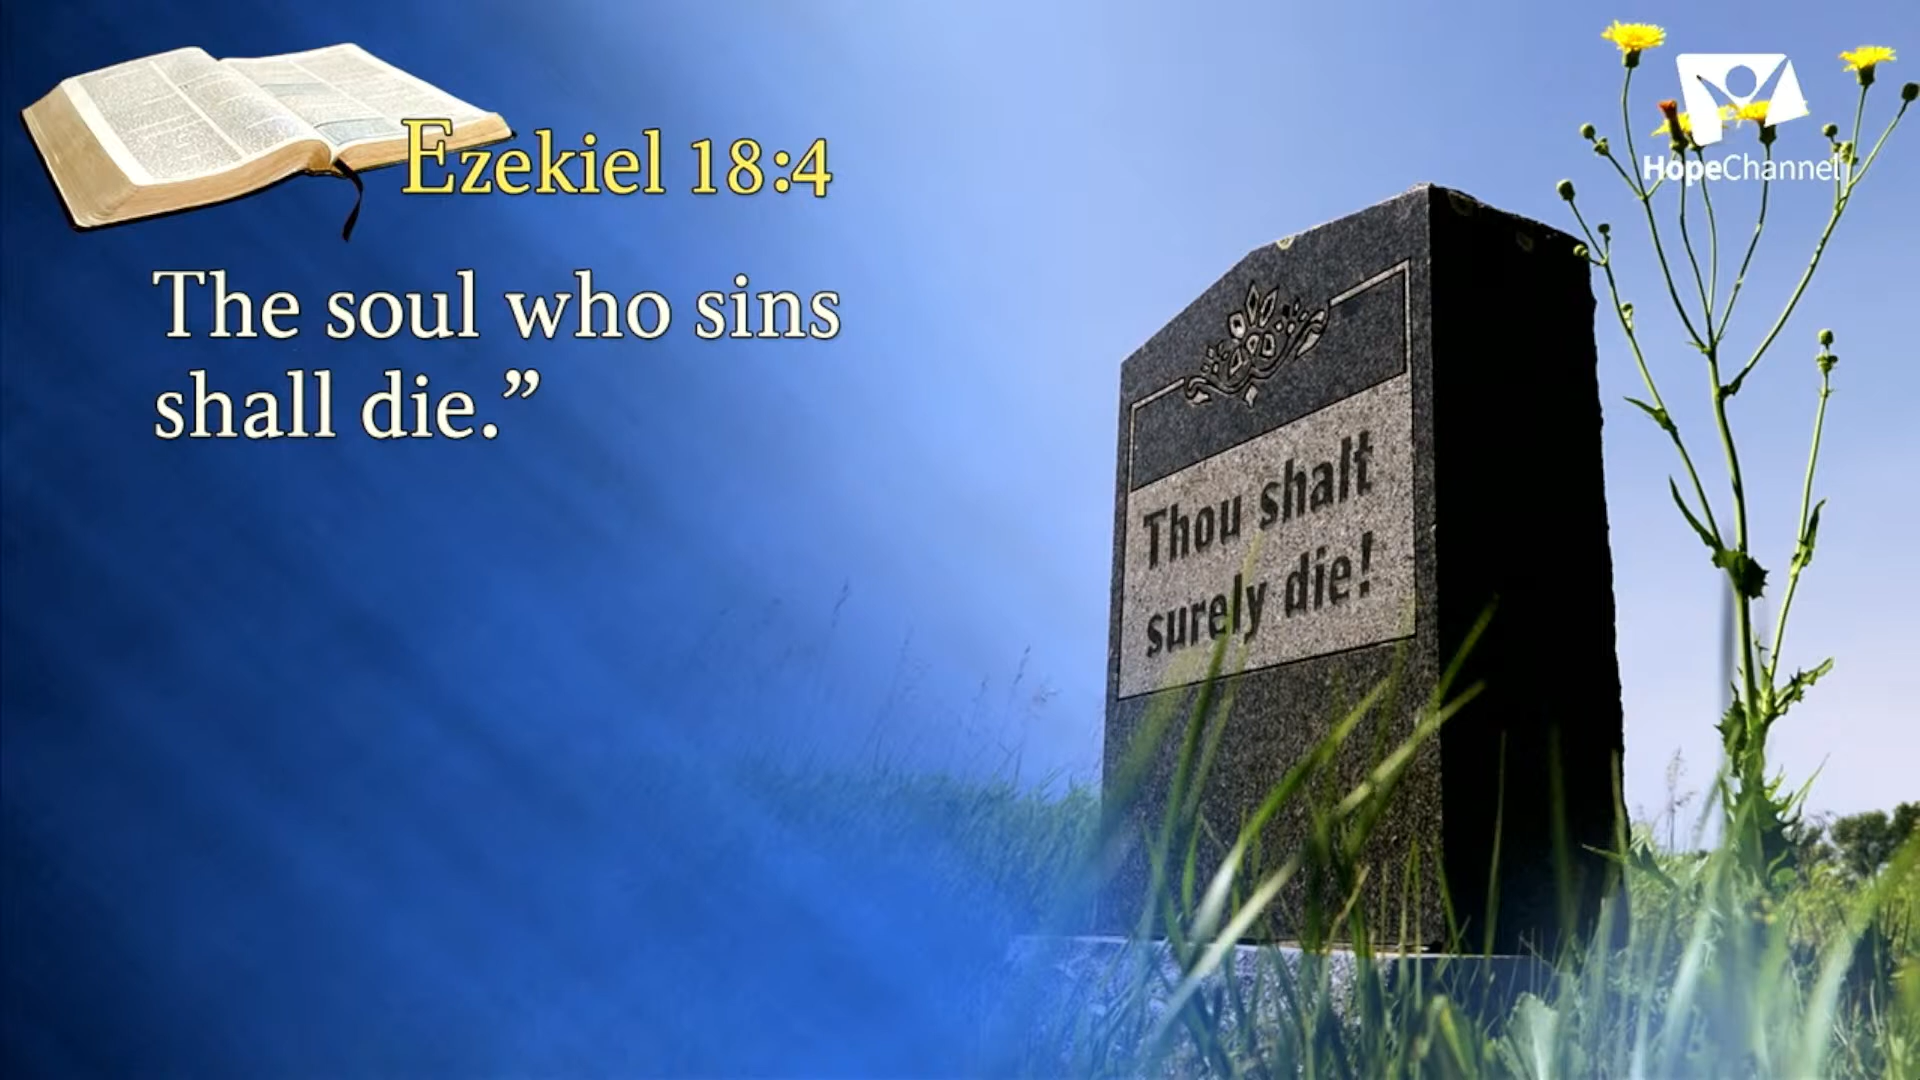 Ezekiel 18:4
The soul who sins
shall die.”
HopeChannel
Thou shalt
surely die!